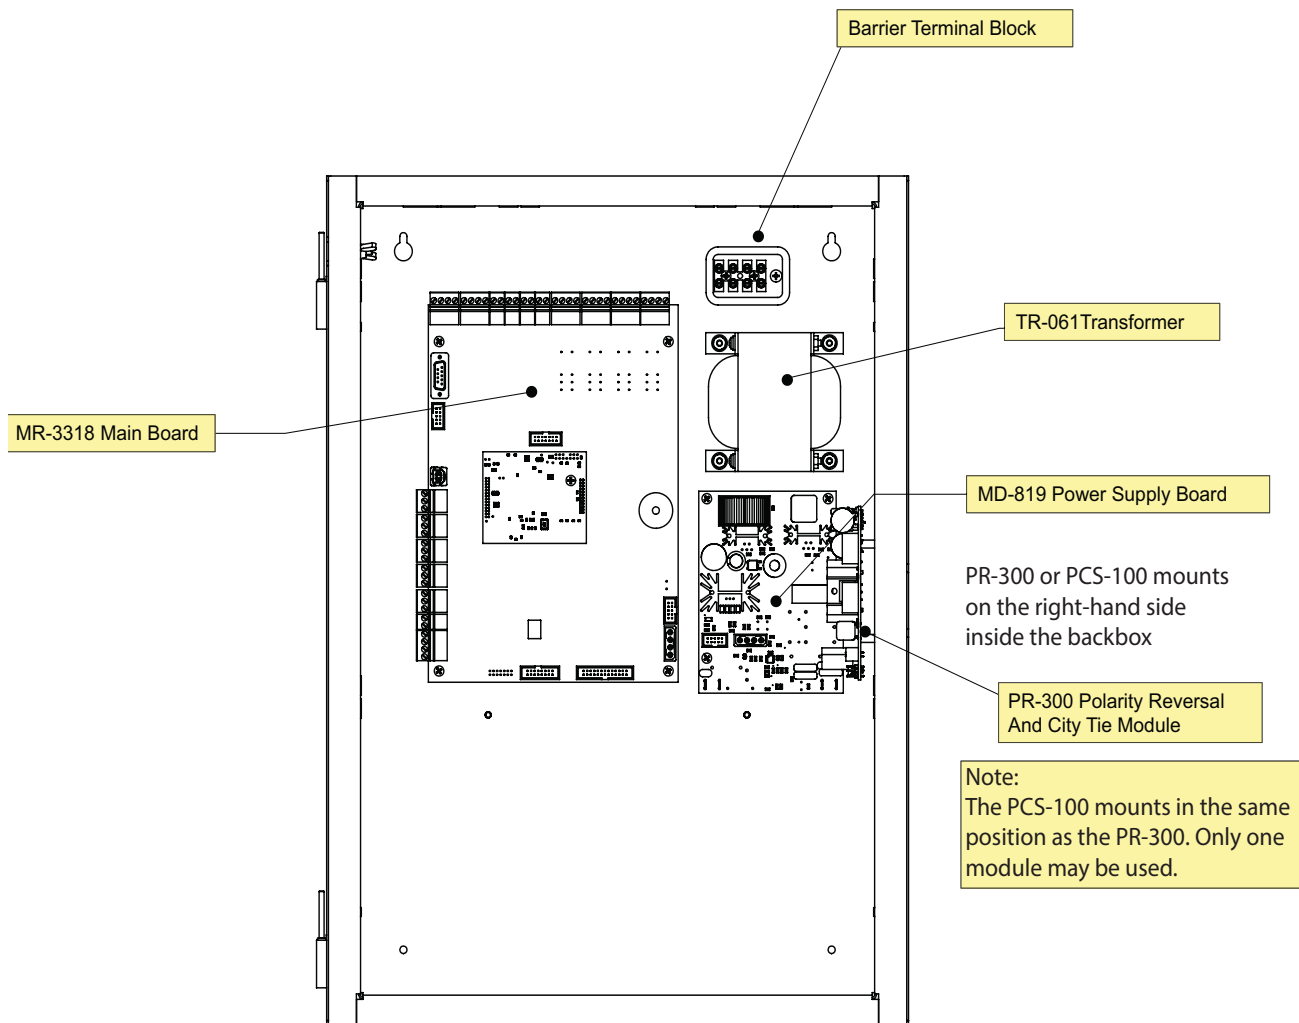 Barrier Terminal Block
TR-061Transformer
MR-3318 Main Board
MD-819 Power Supply Board
PR-300 or PCS-100 mounts
on the right-hand side
inside the backbox
PR-300 Polarity Reversal
And City Tie Module
Note:
The PCS-100 mounts in the same
position as the PR-300. Only one
module may be used.